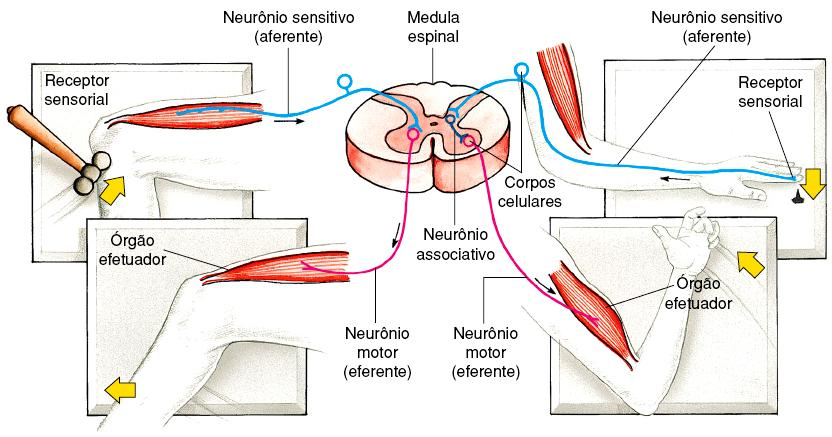 Neurônio sensitivo
(aferente)
Medula
espinal
Neurônio sensitivo
(aferente)
Receptor
sensorial
Receptor
sensorial
Corpos
celulares
Órgão
efetuador
Neurônio
associativo
Órgão
efetuador
Neurônio
motor
(eferente)
Neurônio
motor
(eferente)